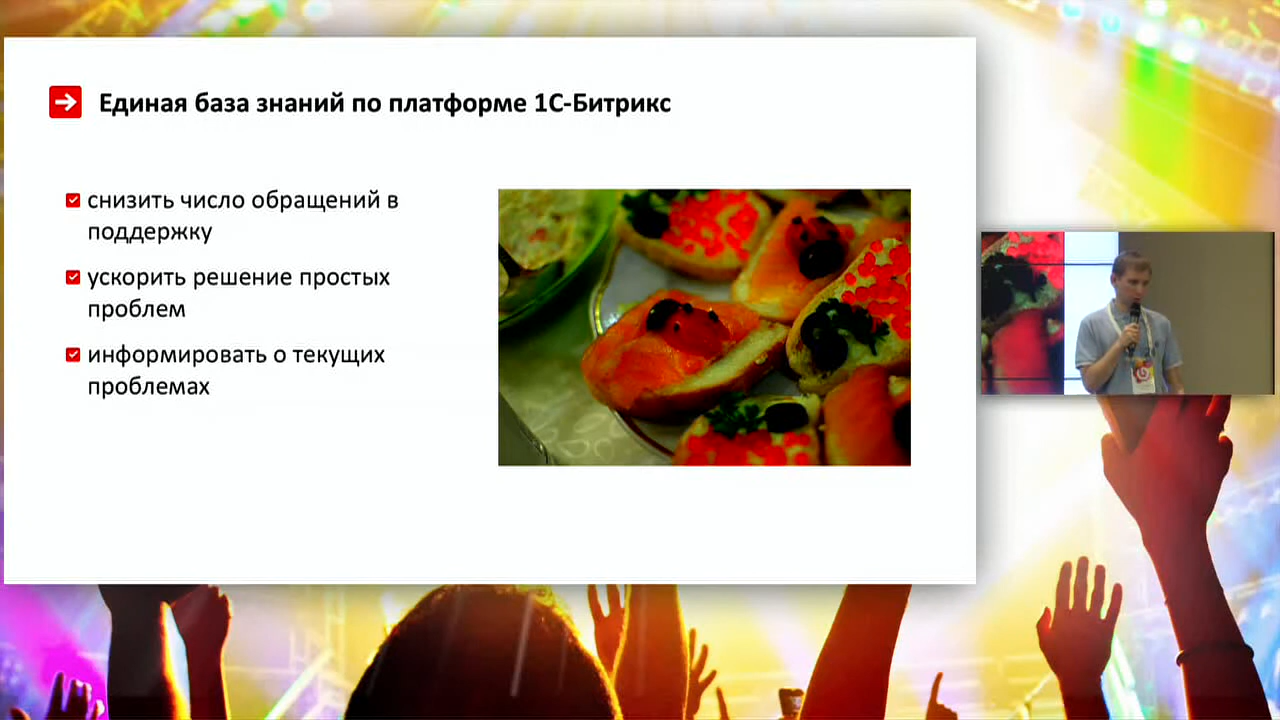 Единая база знаний по платформе 1С-Битрикс
снизить число обращений в
поддержку
ускорить решение простых
проблем
информировать о текущих
проблемах